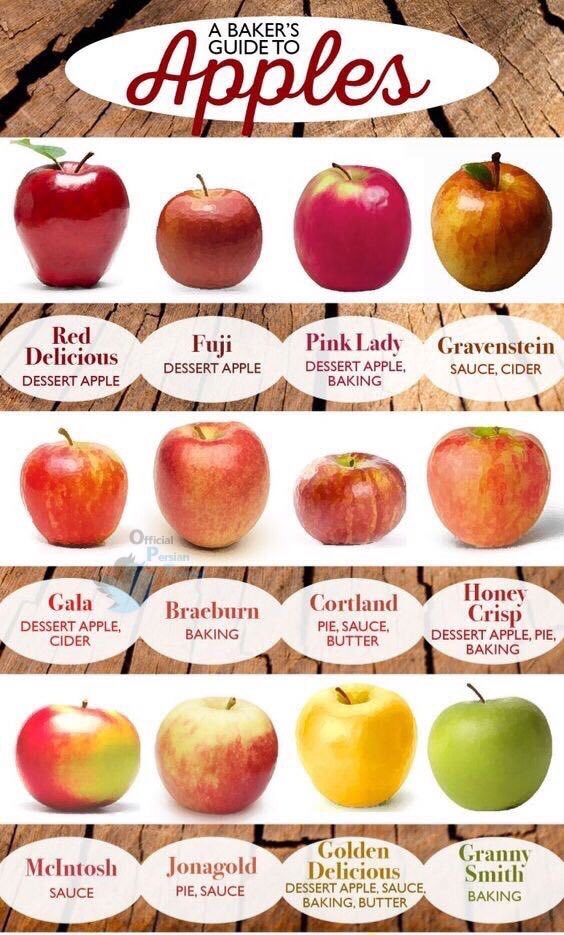 A BAKER'S
GUIDE TO
Apples
Red
Delicious
DESSERT APPLE
Fuji
DESSERT APPLE
Pink Lady
DESSERT APPLE,
BAKING
Gravenstein
SAUCE, CIDER
Official
Persian
Gala
DESSERT APPLE,
CIDER
Braeburn
BAKING
Cortland
PIE, SAUCE,
BUTTER
Honey
Crisp
DESSERT APPLE, PIE,
BAKING
McIntosh
SAUCE
Jonagold
PIE, SAUCE
Golden
Delicious
DESSERT APPLE, SAUCE,
BAKING, BUTTER
Granny
Smith
BAKING